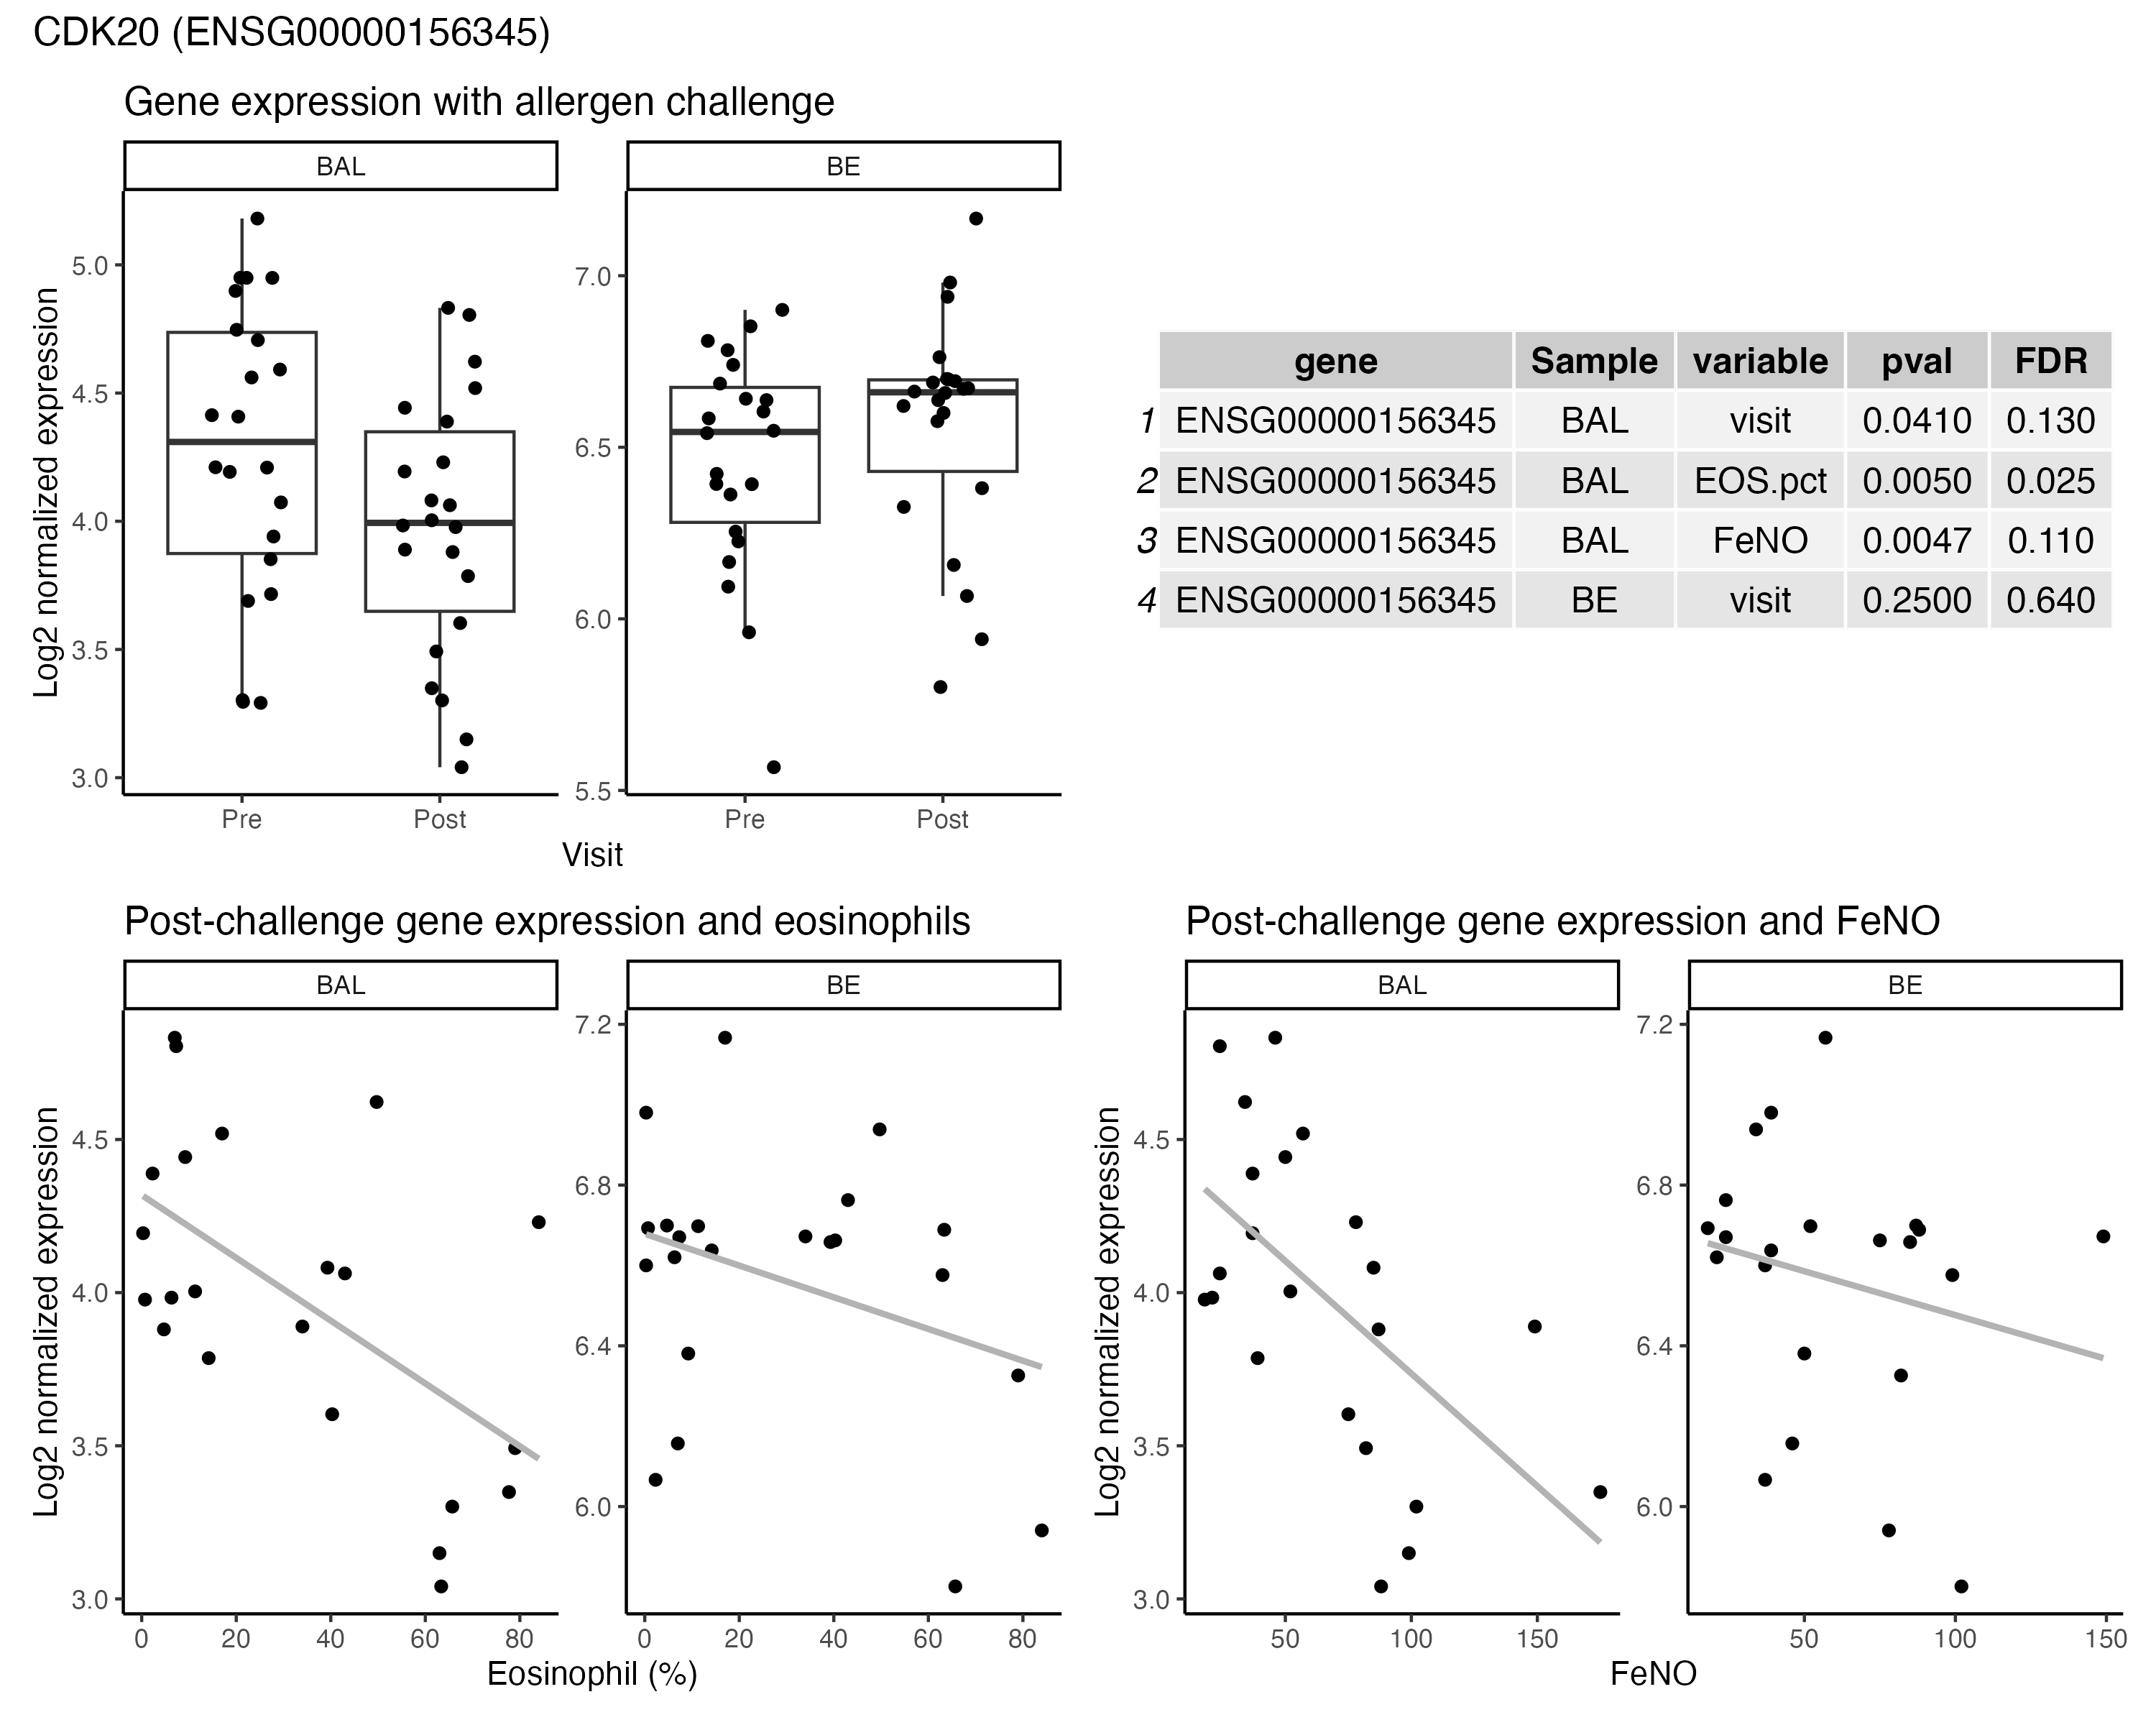 CDK20 (ENSG00000156345)
Gene expression with allergen challenge
BAL
BE
Log2 normalized expression
5.0
4.5
4.0
3.5
3.0
7.0
6.5
6.0
5.5
Pre
Post
Pre
Post
Visit
gene Sample variable pval FDR
1 ENSG00000156345 BAL visit 0.0410 0.130
2 ENSG00000156345 BAL EOS.pct 0.0050 0.025
3 ENSG00000156345 BAL FeNO 0.0047 0.110
4 ENSG00000156345 BE visit 0.2500 0.640
Post-challenge gene expression and eosinophils
BAL
BE
Log2 normalized expression
4.5
4.0
3.5
3.0
7.2
6.8
6.4
6.0
0 20 40 60 80
0 20 40 60 80
Eosinophil (%)
Post-challenge gene expression and FeNO
BAL
BE
Log2 normalized expression
4.5
4.0
3.5
3.0
7.2
6.8
6.4
6.0
50 100 150
50 100 150
FeNO